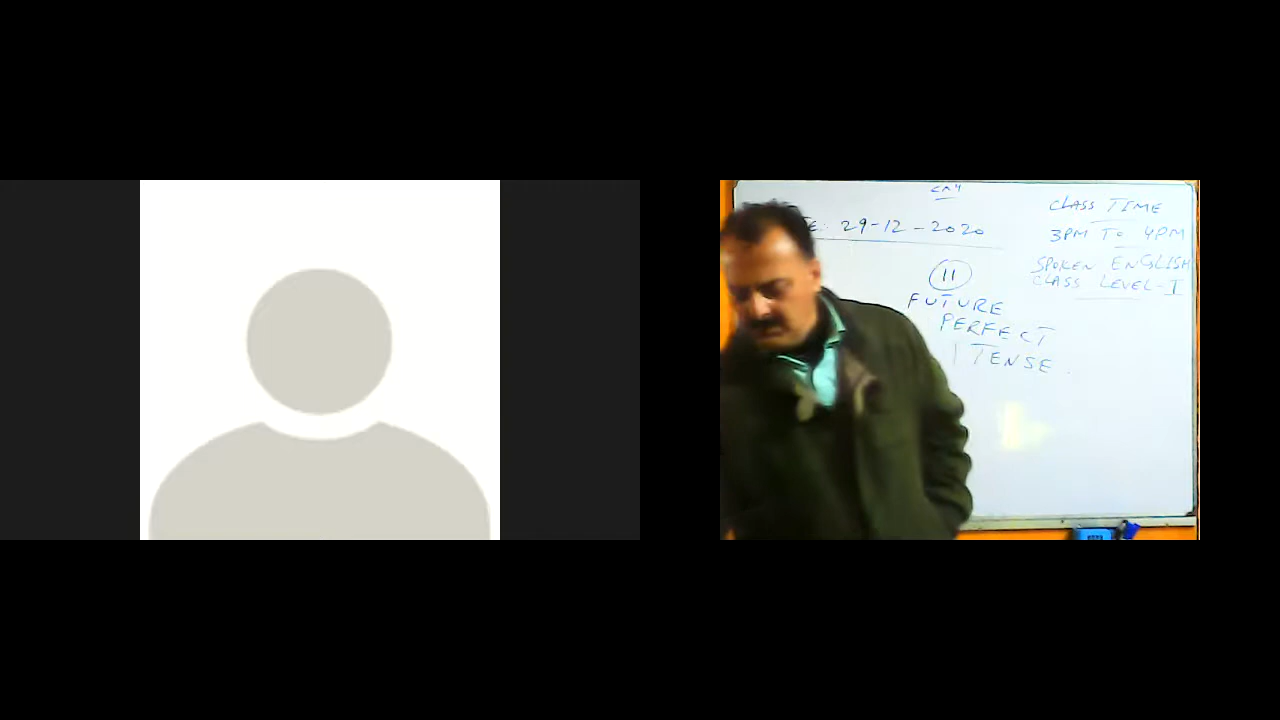 E: 29-12-2020
CLASS TIME
3PM TO 4PM
SPOKEN ENGLISH
CLASS LEVEL-I
11
FUTURE
PERFECT
TENSE